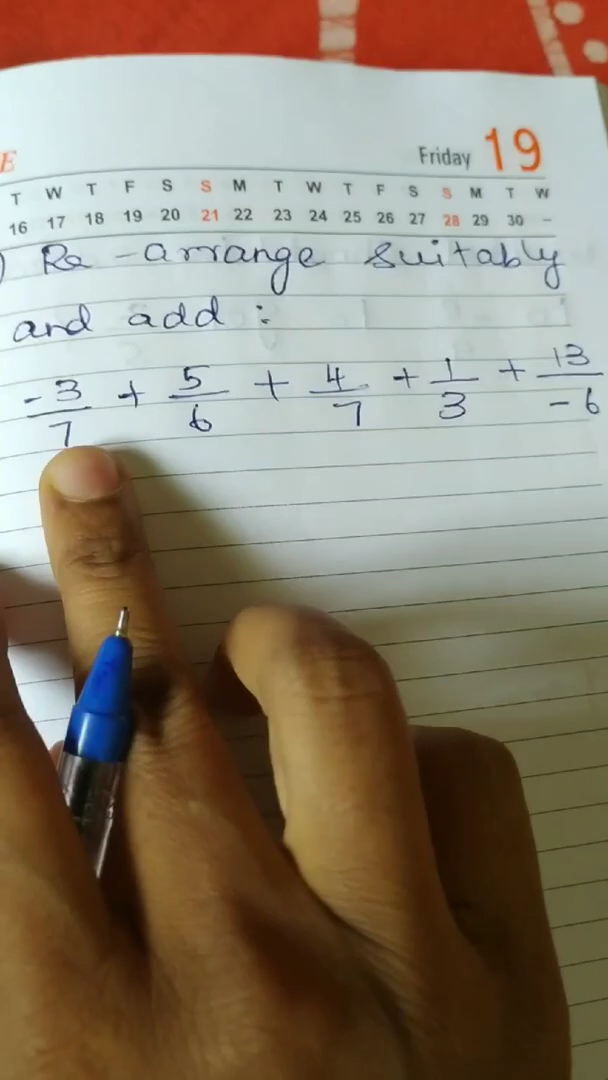 E Friday 19
T W T F S S M T W T F S S M T W
16 17 18 19 20 21 22 23 24 25 26 27 28 29 30 –
) Re-arrange suitably
and add :
-3/7 + 5/6 + 4/7 + 1/3 + 13/-6